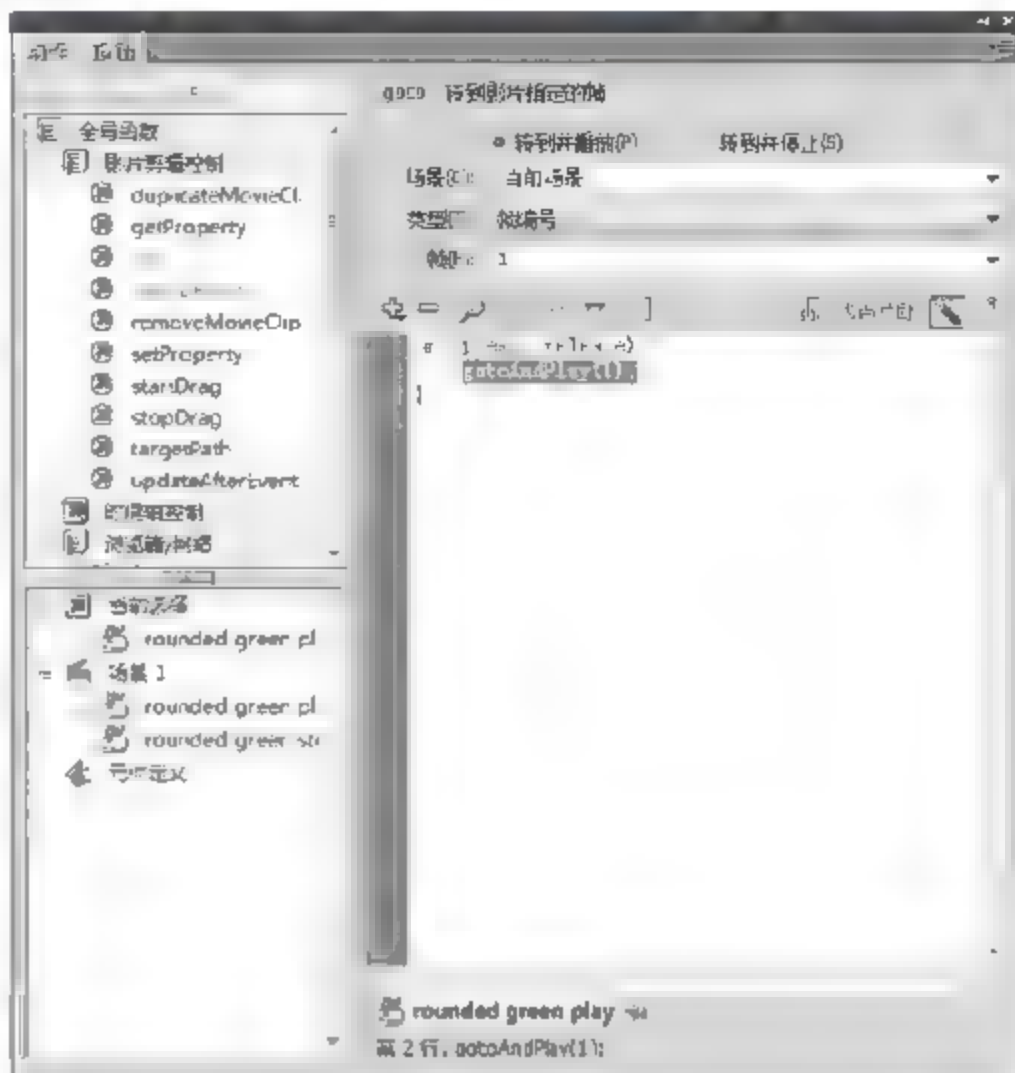 动作
goto 转到影片指定的帧
转到并播放(P) 转到并停止(S)
场景 当前场景
类型 帧编号
1
全局函数
影片剪辑控制
duplicateMovieCl
getProperty
removeMovieClip
setProperty
startDrag
stopDrag
targetPath
updateAfterEvent
时间轴控制
浏览器/网络
gotoAndPlay(1);
}
当前选择
rounded green pl
场景 1
rounded green pl
rounded green sto
元件定义
rounded green play
第 2 行, gotoAndPlay(1);